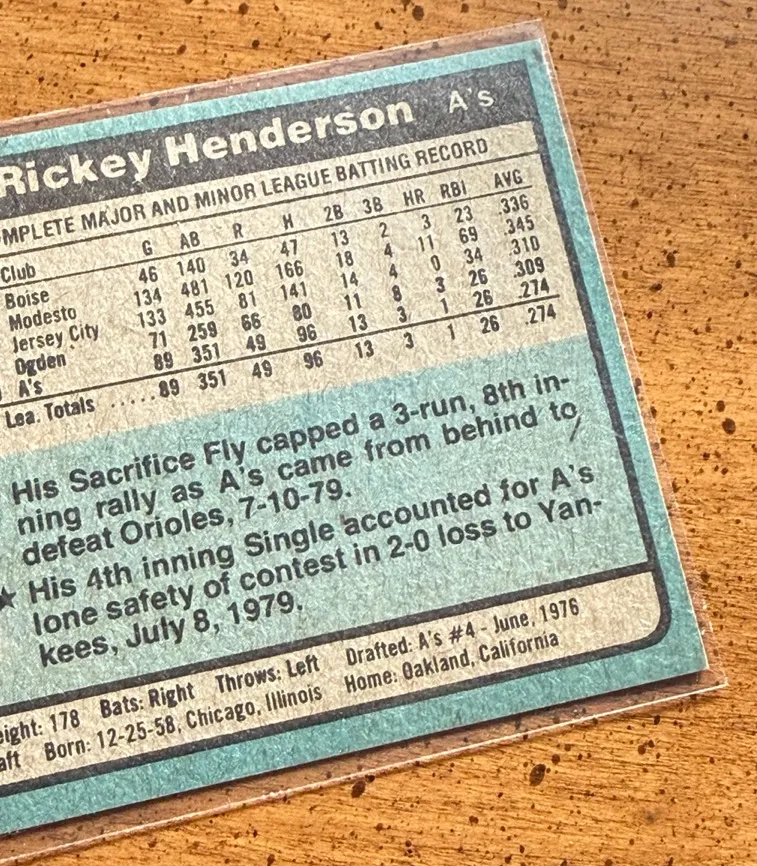 Rickey Henderson A's
MPLETE MAJOR AND MINOR LEAGUE BATTING RECORD
Club G AB R H 2B 3B HR RBI AVG
Boise 46 140 34 47 13 2 3 23 .336
Modesto 134 481 120 166 18 4 11 69 .345
Jersey City 133 455 81 141 14 4 0 34 .310
Ogden 71 259 66 80 11 8 3 26 .309
A's 89 351 49 96 13 3 1 26 .274
Lea. Totals .....89 351 49 96 13 3 1 26 .274
His Sacrifice Fly capped a 3-run, 8th in-
ning rally as A's came from behind to
defeat Orioles, 7-10-79.
★ His 4th inning Single accounted for A's
lone safety of contest in 2-0 loss to Yan-
kees, July 8, 1979.
eight: 178 Bats: Right Throws: Left Drafted: A's #4 - June, 1976
aft Born: 12-25-58, Chicago, Illinois Home: Oakland, California